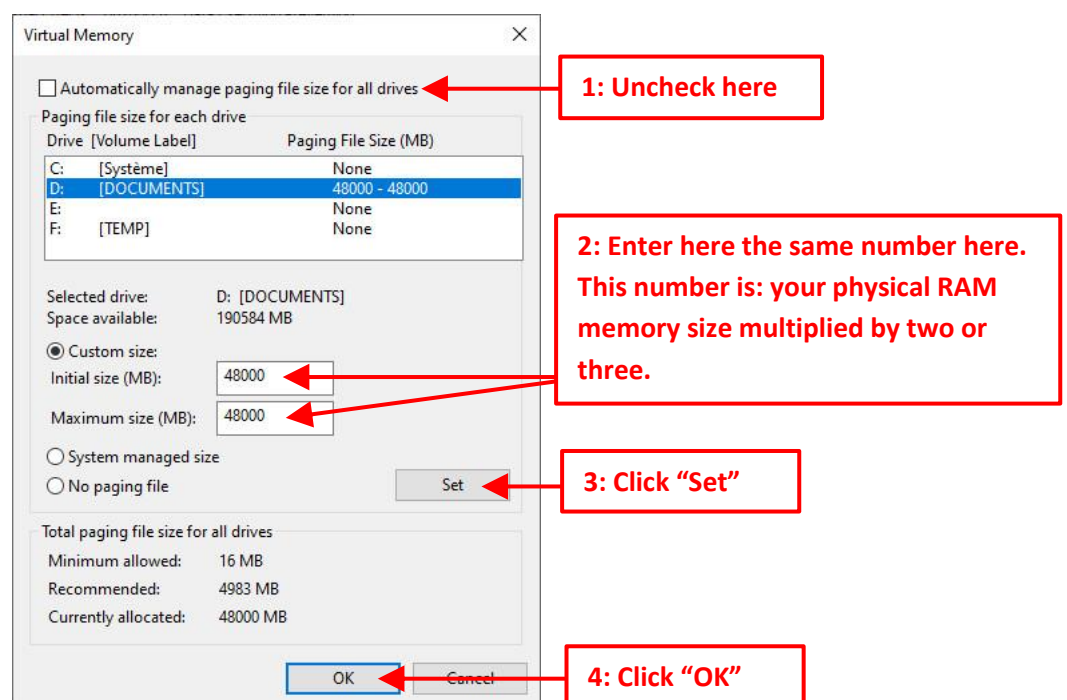 Virtual Memory
Automatically manage paging file size for all drives
1: Uncheck here
Paging file size for each drive
Drive [Volume Label] Paging File Size (MB)
C: [Système] None
D: [DOCUMENTS] 48000 - 48000
E: None
F: [TEMP] None
2: Enter here the same number here.
This number is: your physical RAM
memory size multiplied by two or
three.
Selected drive: D: [DOCUMENTS]
Space available: 190584 MB
Custom size:
Initial size (MB): 48000
Maximum size (MB): 48000
System managed size
No paging file
Set
3: Click “Set”
Total paging file size for all drives
Minimum allowed: 16 MB
Recommended: 4983 MB
Currently allocated: 48000 MB
OK
Cancel
4: Click “OK”